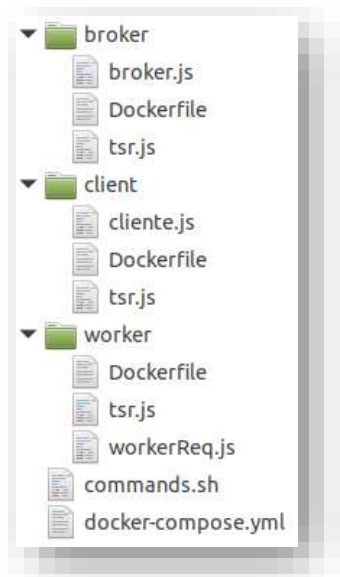 broker
broker.js
Dockerfile
tsr.js
client
cliente.js
Dockerfile
tsr.js
worker
Dockerfile
tsr.js
workerReq.js
commands.sh
docker-compose.yml